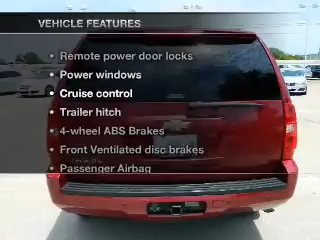 VEHICLE FEATURES
Remote power door locks
Power windows
Cruise control
Trailer hitch
4-wheel ABS Brakes
Front Ventilated disc brakes
Passenger Airbag